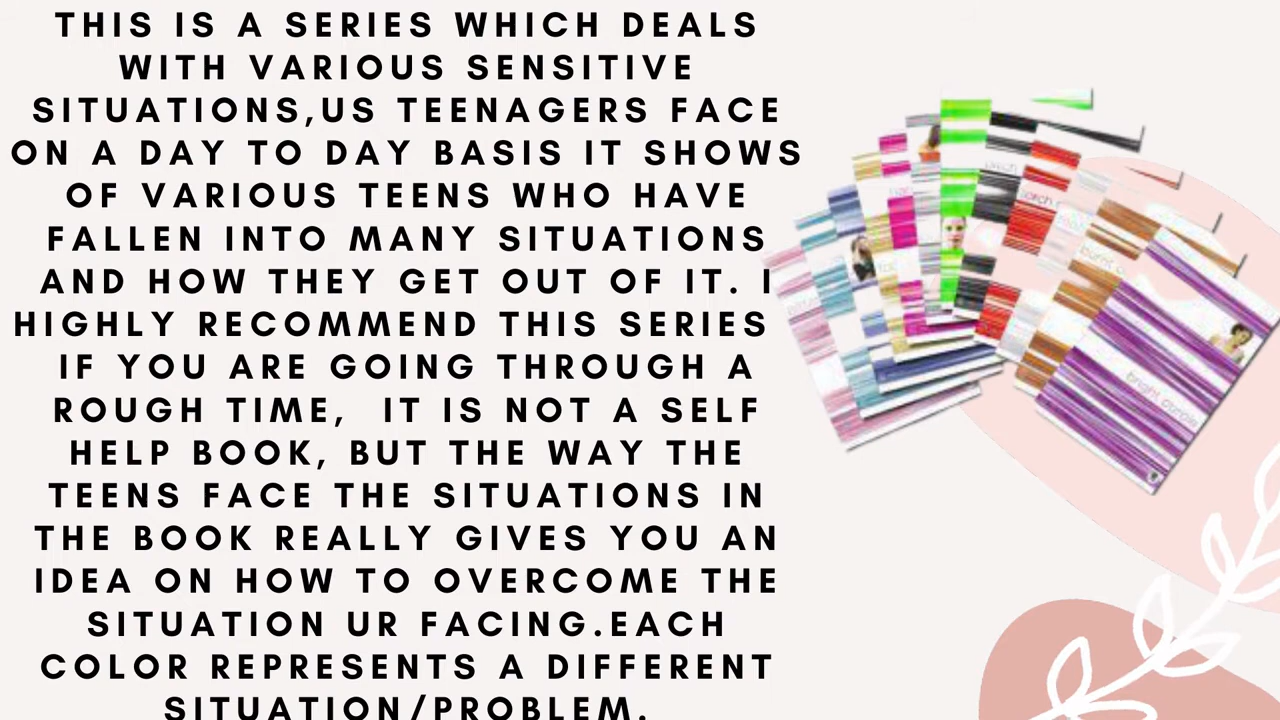 THIS IS A SERIES WHICH DEALS
WITH VARIOUS SENSITIVE
SITUATIONS,US TEENAGERS FACE
ON A DAY TO DAY BASIS IT SHOWS
OF VARIOUS TEENS WHO HAVE
FALLEN INTO MANY SITUATIONS
AND HOW THEY GET OUT OF IT. I
HIGHLY RECOMMEND THIS SERIES
IF YOU ARE GOING THROUGH A
ROUGH TIME,  IT IS NOT A SELF
HELP BOOK, BUT THE WAY THE
TEENS FACE THE SITUATIONS IN
THE BOOK REALLY GIVES YOU AN
IDEA ON HOW TO OVERCOME THE
SITUATION UR FACING.EACH
COLOR REPRESENTS A DIFFERENT
SITUATION/PROBLEM.
burnt
bright purple